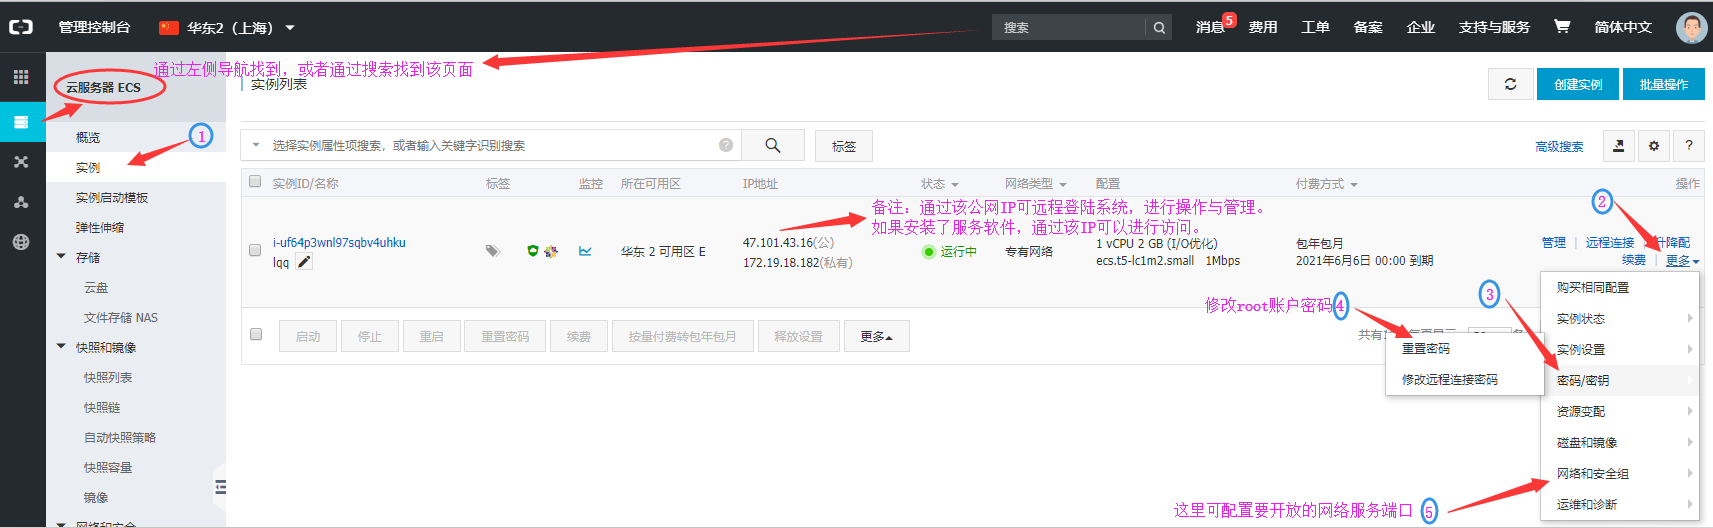 管理控制台 华东2（上海） 搜索 消息 5 费用 工单 备案 企业 支持与服务 简体中文
通过左侧导航找到，或者通过搜索找到该页面
云服务器 ECS
实例列表
创建实例 批量操作
概览
1
实例
实例启动模板
弹性伸缩
存储
云盘
文件存储 NAS
快照和镜像
快照列表
快照链
自动快照策略
快照容量
镜像
网络和安全
选择实例属性项搜索，或者输入关键字识别搜索 ? 标签 高级搜索 ?
实例ID/名称 标签 监控 所在可用区 IP地址 状态 网络类型 配置 付费方式 操作
备注：通过该公网IP可远程登陆系统，进行操作与管理。
如果安装了服务软件，通过该IP可以进行访问。
2
i-uf64p3wnl97sqbv4uhku
lqq
华东 2 可用区 E
47.101.43.16(公)
172.19.18.182(私有)
运行中
专有网络
1 vCPU 2 GB (I/O优化)
ecs.t5-lc1m2.small 1Mbps
包年包月
2021年6月6日 00:00 到期
管理 远程连接 升降配
续费 更多
启动 停止 重启 重置密码 续费 按量付费转包年包月 释放设置 更多
修改root账户密码 4
3
重置密码
修改远程连接密码
购买相同配置
实例状态
实例设置
密码/密钥
资源变配
磁盘和镜像
网络和安全组
运维和诊断
这里可配置要开放的网络服务端口 5